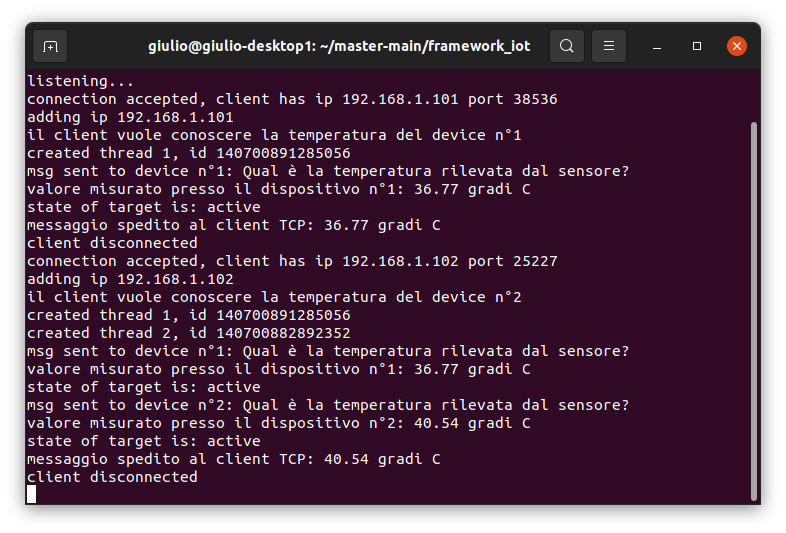 giulio@giulio-desktop1: ~/master-main/framework_iot
listening...
connection accepted, client has ip 192.168.1.101 port 38536
adding ip 192.168.1.101
il client vuole conoscere la temperatura del device n°1
created thread 1, id 140700891285056
msg sent to device n°1: Qual è la temperatura rilevata dal sensore?
valore misurato presso il dispositivo n°1: 36.77 gradi C
state of target is: active
messaggio spedito al client TCP: 36.77 gradi C
client disconnected
connection accepted, client has ip 192.168.1.102 port 25227
adding ip 192.168.1.102
il client vuole conoscere la temperatura del device n°2
created thread 1, id 140700891285056
created thread 2, id 140700882892352
msg sent to device n°1: Qual è la temperatura rilevata dal sensore?
valore misurato presso il dispositivo n°1: 36.77 gradi C
state of target is: active
msg sent to device n°2: Qual è la temperatura rilevata dal sensore?
valore misurato presso il dispositivo n°2: 40.54 gradi C
state of target is: active
messaggio spedito al client TCP: 40.54 gradi C
client disconnected